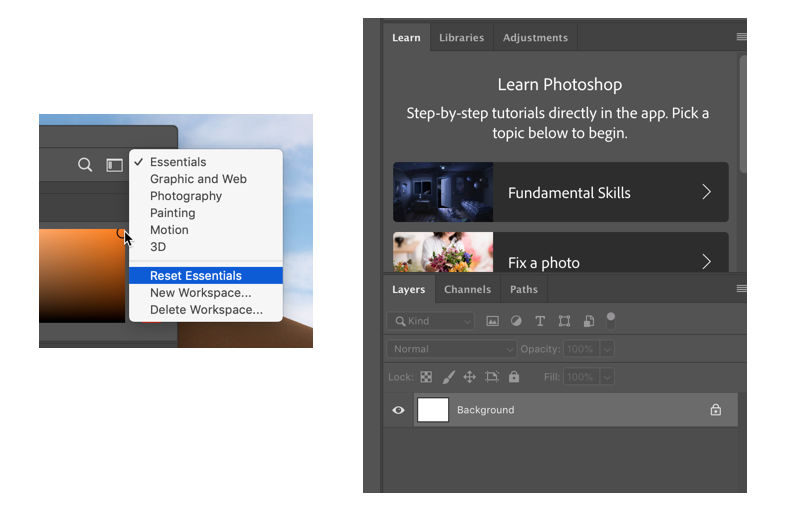 Essentials
Graphic and Web
Photography
Painting
Motion
3D
Reset Essentials
New Workspace...
Delete Workspace...
Learn Libraries Adjustments
Learn Photoshop
Step-by-step tutorials directly in the app. Pick a
topic below to begin.
Fundamental Skills
Fix a photo
Layers Channels Paths
Kind
Normal Opacity: 100%
Lock: Fill: 100%
Background